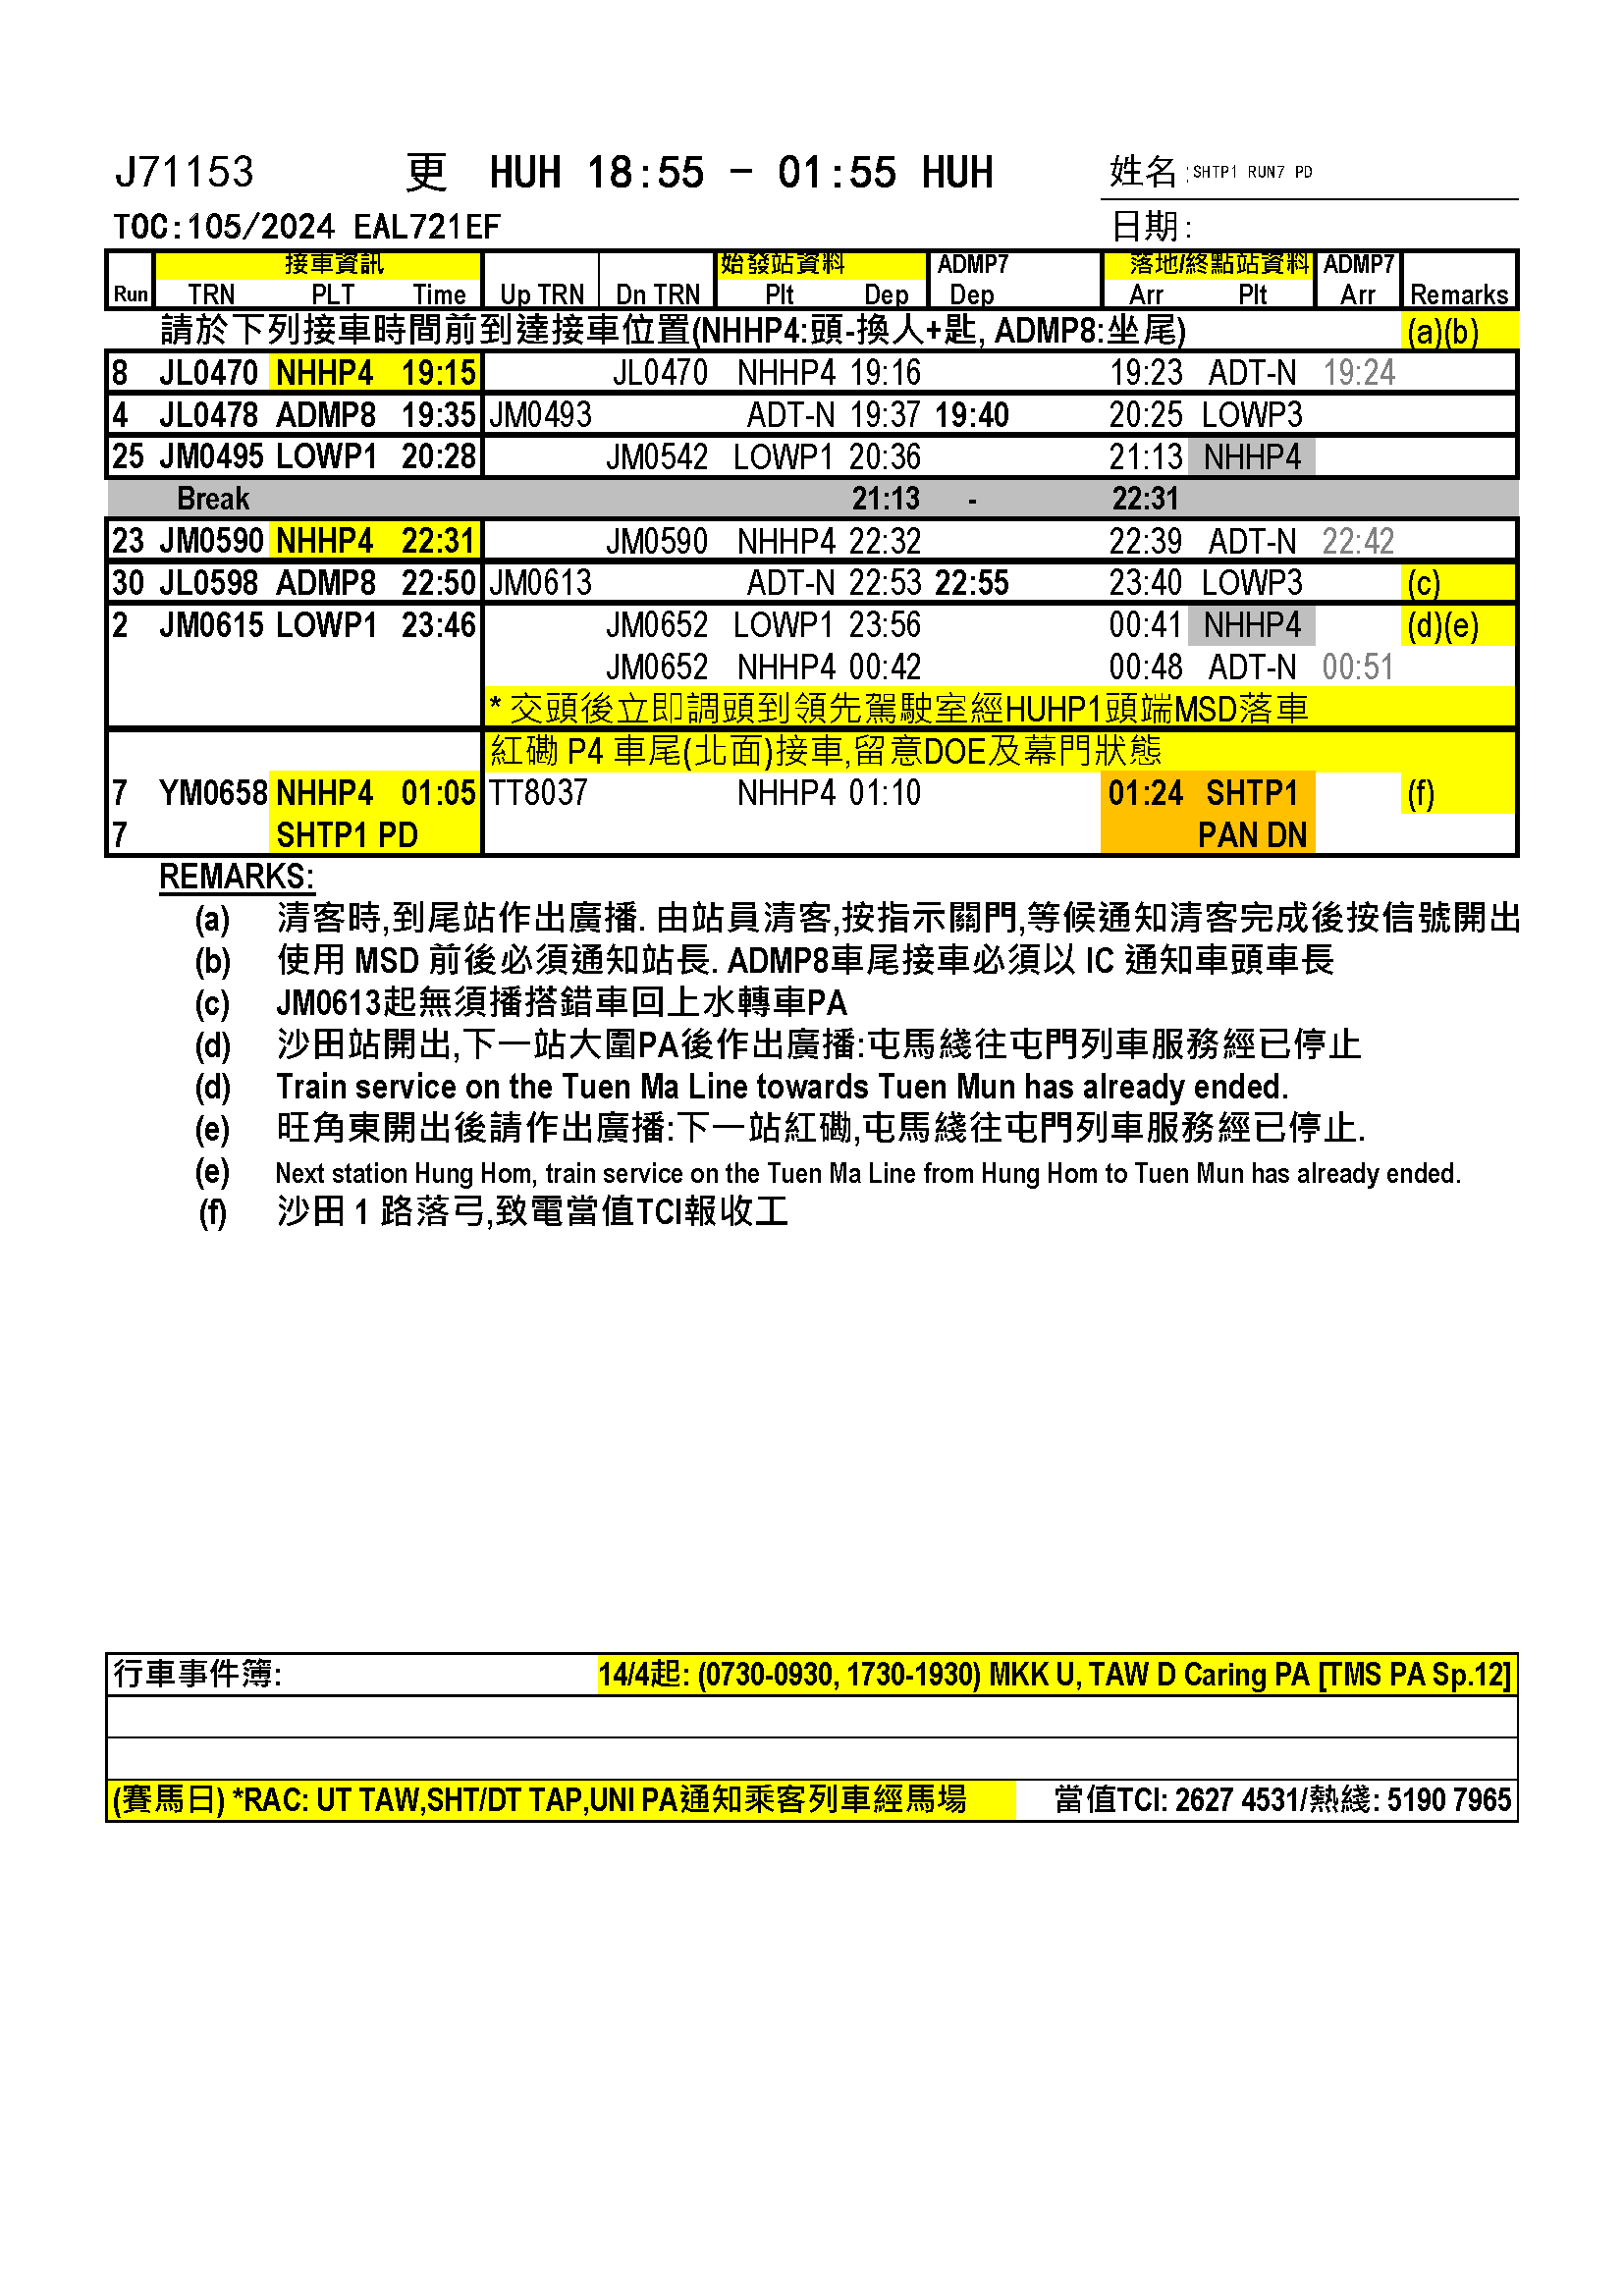 J71153 更 HUH 18:55 - 01:55 HUH 姓名:SHTP1 RUN7 PD
TOC:105/2024 EAL721EF 日期:
接車資訊 始發站資料 ADMP7 落地/終點站資料 ADMP7
Run TRN PLT Time Up TRN Dn TRN Plt Dep Dep Arr Plt Arr Remarks
請於下列接車時間前到達接車位置(NHHP4:頭-換人+匙, ADMP8:坐尾) (a)(b)
8 JL0470 NHHP4 19:15 JL0470 NHHP4 19:16 19:23 ADT-N 19:24
4 JL0478 ADMP8 19:35 JM0493 ADT-N 19:37 19:40 20:25 LOWP3
25 JM0495 LOWP1 20:28 JM0542 LOWP1 20:36 21:13 NHHP4
Break 21:13 - 22:31
23 JM0590 NHHP4 22:31 JM0590 NHHP4 22:32 22:39 ADT-N 22:42
30 JL0598 ADMP8 22:50 JM0613 ADT-N 22:53 22:55 23:40 LOWP3 (c)
2 JM0615 LOWP1 23:46 JM0652 LOWP1 23:56 00:41 NHHP4 (d)(e)
JM0652 NHHP4 00:42 00:48 ADT-N 00:51
* 交頭後立即調頭到領先駕駛室經HUHP1頭端MSD落車
紅磡 P4 車尾(北面)接車,留意DOE及幕門狀態
7 YM0658 NHHP4 01:05 TT8037 NHHP4 01:10 01:24 SHTP1 (f)
7 SHTP1 PD PAN DN
REMARKS:
(a) 清客時,到尾站作出廣播. 由站員清客,按指示關門,等候通知清客完成後按信號開出
(b) 使用 MSD 前後必須通知站長. ADMP8車尾接車必須以 IC 通知車頭車長
(c) JM0613起無須播搭錯車回上水轉車PA
(d) 沙田站開出,下一站大圍PA後作出廣播:屯馬綫往屯門列車服務經已停止
(d) Train service on the Tuen Ma Line towards Tuen Mun has already ended.
(e) 旺角東開出後請作出廣播:下一站紅磡,屯馬綫往屯門列車服務經已停止.
(e) Next station Hung Hom, train service on the Tuen Ma Line from Hung Hom to Tuen Mun has already ended.
(f) 沙田 1 路落弓,致電當值TCI報收工
行車事件簿: 14/4起: (0730-0930, 1730-1930) MKK U, TAW D Caring PA [TMS PA Sp.12]
(賽馬日) *RAC: UT TAW,SHT/DT TAP,UNI PA通知乘客列車經馬場 當值TCI: 2627 4531/熱綫: 5190 7965